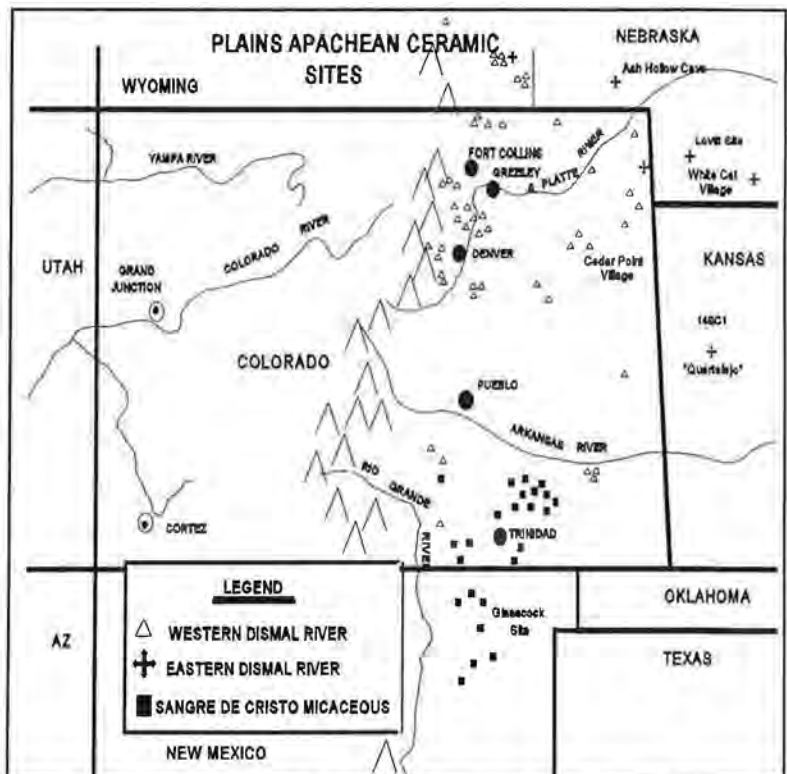 PLAINS APACHEAN CERAMIC
SITES
NEBRASKA
Ash Hollow Cave
WYOMING
Lovitt Site
White Cat
Village
FORT COLLINS
GREELEY
S PLATTE
RIVER
YAMPA RIVER
COLORADO
RIVER
UTAH
GRAND
JUNCTION
DENVER
Cedar Point
Village
KANSAS
14SC1
"Quartelejo"
COLORADO
PUEBLO
ARKANSAS
RIVER
RIO GRANDE
RIVER
CORTEZ
TRINIDAD
LEGEND
WESTERN DISMAL RIVER
EASTERN DISMAL RIVER
SANGRE DE CRISTO MICACEOUS
Glasscock
Site
OKLAHOMA
AZ
TEXAS
NEW MEXICO